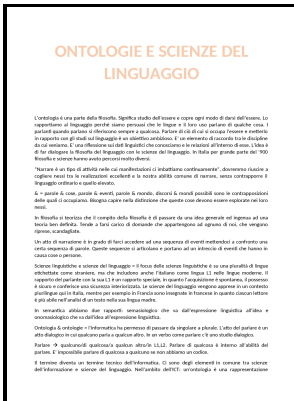 ONTOLOGIE E SCIENZE DEL
LINGUAGGIO
L'ontologia è una parte della filosofia. Significa studio dell'essere e copre ogni modo di darsi dell'essere. Lo
rapportiamo al linguaggio perché siamo persuasi che le lingue e il loro uso parlano di qualche cosa. I
parlanti quando parlano si riferiscono sempre a qualcosa. Parlare di ciò di cui si occupa l'essere e metterlo
in rapporto con gli studi sul linguaggio è un obiettivo ambizioso. E' un elemento di raccordo tra le discipline
da cui veniamo. E' una riflessione sui dati linguistici che conosciamo e le relazioni all'interno di essa. L'idea è
di far dialogare la filosofia del linguaggio con le scienze del linguaggio. In Italia per grande parte del '900
filosofia e scienze hanno avuto percorsi molto diversi.
"Narrare è un tipo di attività nelle cui manifestazioni ci imbattiamo continuamente", dovremmo riuscire a
cogliere nessi tra le realizzazioni eccellenti e la nostra abilità comune di narrare, senza contrapporre il
linguaggio ordinario e quello elevato.
& = parole & cose, parole & eventi, parole & mondo, discorsi & mondi possibili sono le contrapposizioni
delle quali ci occupiamo. Bisogna capire nella distinzione che queste cose devono essere esplorate nei loro
nessi.
In filosofia si teorizza che il compito della filosofia è di passare da una idea generale ed ingenua ad una
teoria ben definita. Tende a farsi carico di domande che appartengono ad ognuno di noi, che vengono
riprese, scandagliate.
Un atto di narrazione è in grado di farci accedere ad una sequenza di eventi mettendoci a confronto una
certa sequenza di parole. Queste sequenze si articolano e portano ad un intreccio di eventi che hanno in
causa cose o persone.
Scienze linguistiche e scienze del linguaggio = il focus delle scienze linguistiche è su una pluralità di lingue
etichettate come straniere, ma che includono anche l'italiano come lingua L1 nelle lingue moderne. Il
rapporto del parlante con la sua L1 è un rapporto simbiotico, in quanto l'acquisizione è spontanea, il possesso
è sicuro e conferisce una sicurezza interiorizzata. Le scienze del linguaggio vengono apprese in un contesto
plurilingue qui in Italia, mentre per esempio in Francia sono insegnate in francese in quanto ciascun lettore
è più abile nell'analisi di un testo nella sua lingua madre.
In semantica abbiamo due rapporti: semasiologico che va dall'espressione linguistica all'idea e
onomasiologico che va dall'idea all'espressione linguistica.
Ontologia & ontologie = l'informatica ha permesso di passare da singolare a plurale. L'atto del parlare è un
atto dialogico in cui qualcuno parla a qualcun altro. In un verbo come parlare c'è uno studio dialogico.
Parlare → qualcuno/di qualcosa/a qualcun altro/in L1,L2. Parlare di qualcosa è interno all'abilità del
parlare. E' impossibile parlare di qualcosa a qualcuno se non abbiamo un codice.
Il termine diventa un termine tecnico dell'informatica. Ci sono degli elementi in comune tra scienze
dell'informazione e scienze del linguaggio. Nell'ambito dell'ICT: un'ontologia è una rappresentazione